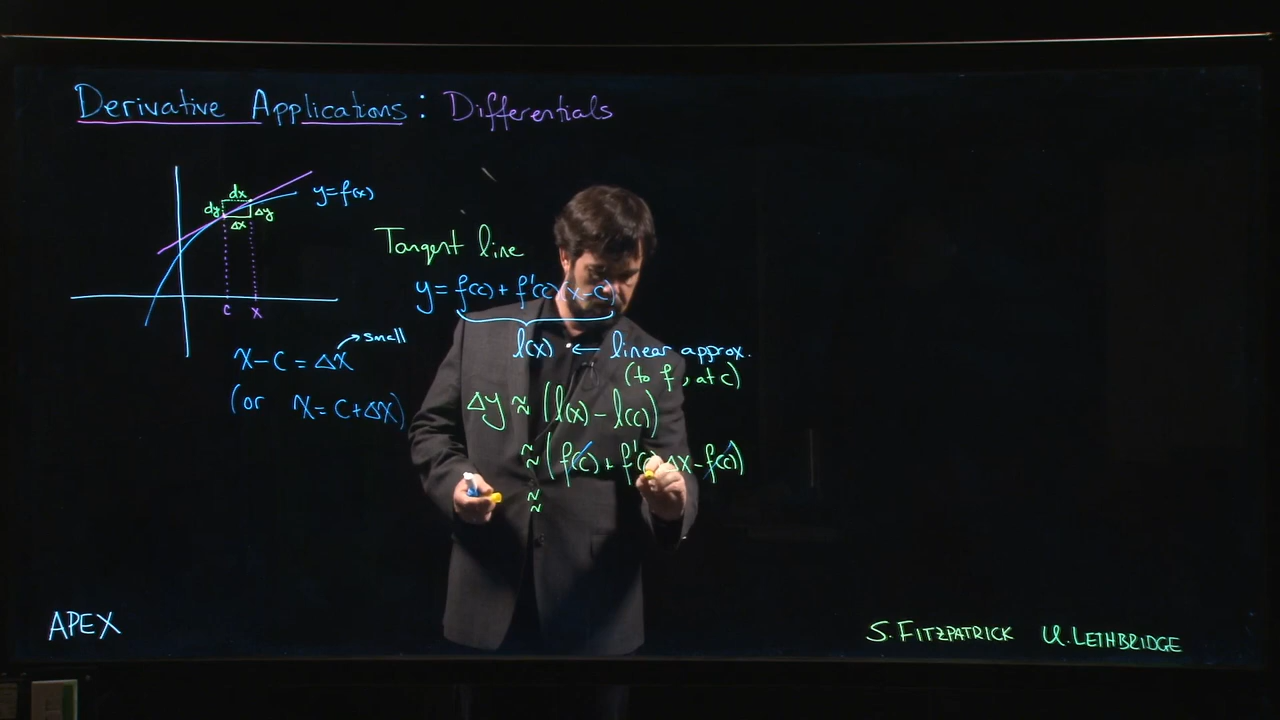 Derivative Applications: Differentials
y=f(x)
dx
dy
Δy
Δx
c x
Tangent line
y=f(c)+f'(c)(x-c)
x-c=Δx → small
l(x) ← linear approx.
(to f, at c)
(or x=c+Δx)
Δy ≈ (l(x)-l(c))
≈ (f(c)+f'(c)Δx-f(c))
≈
APEX
S. FITZPATRICK U. LETHBRIDGE